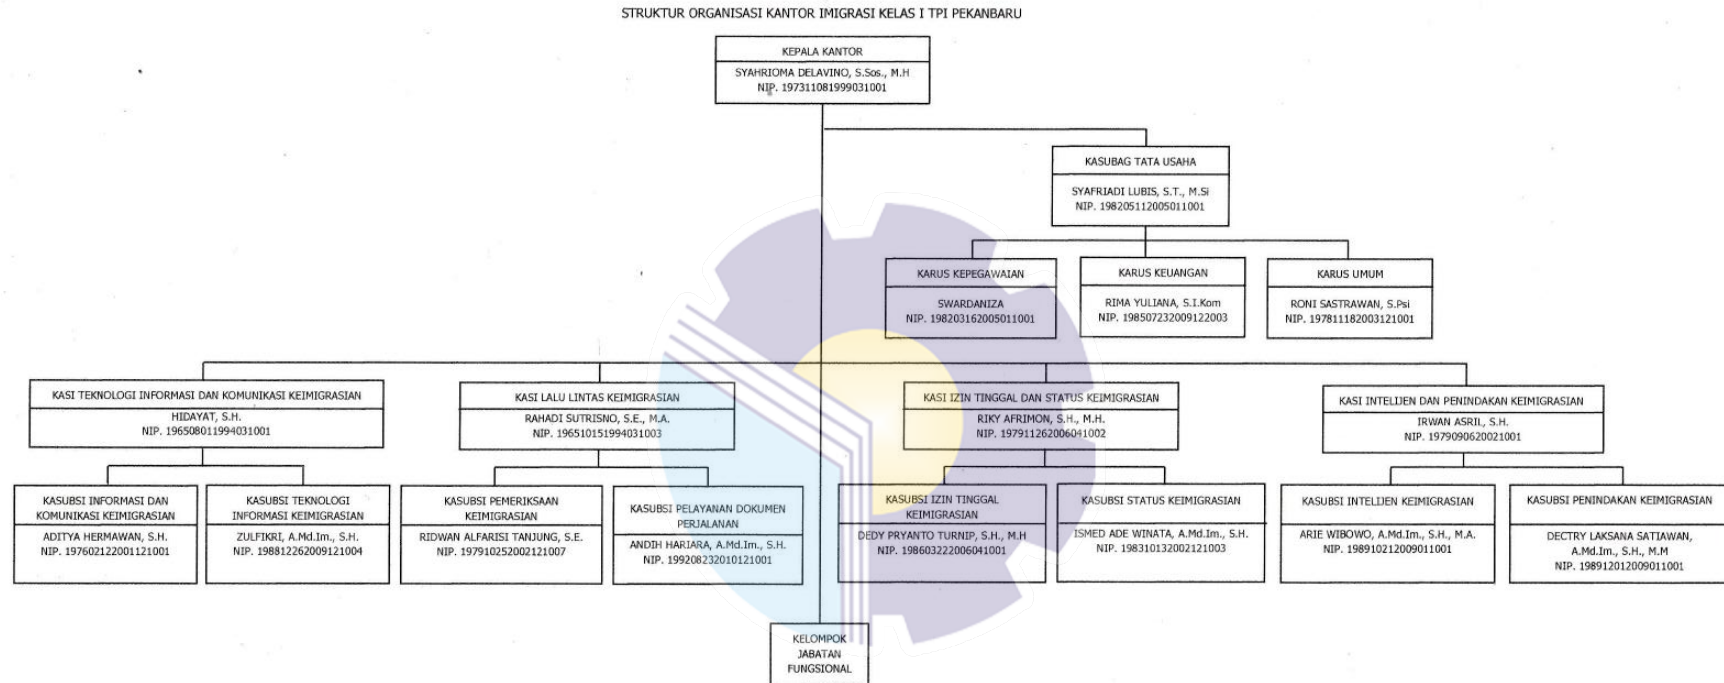 STRUKTUR ORGANISASI KANTOR IMIGRASI KELAS I TPI PEKANBARU
KEPALA KANTOR
SYAHRIOMA DELAVINO, S.Sos., M.H
NIP. 197311081999031001
KASUBAG TATA USAHA
SYAFRIADI LUBIS, S.T., M.Si
NIP. 198205112005011001
KARUS KEPEGAWAIAN
SWARDANIZA
NIP. 198203162005011001
KARUS KEUANGAN
RIMA YULIANA, S.I.Kom
NIP. 198507232009122003
KARUS UMUM
RONI SASTRAWAN, S.Psi
NIP. 197811182003121001
KASI TEKNOLOGI INFORMASI DAN KOMUNIKASI KEIMIGRASIAN
HIDAYAT, S.H.
NIP. 196508011994031001
KASI LALU LINTAS KEIMIGRASIAN
RAHADI SUTRISNO, S.E., M.A.
NIP. 196510151994031003
KASI IZIN TINGGAL DAN STATUS KEIMIGRASIAN
RIKY AFRIMON, S.H., M.H.
NIP. 197911262006041002
KASI INTELIJEN DAN PENINDAKAN KEIMIGRASIAN
IRWAN ASRIL, S.H.
NIP. 1979090620021001
KASUBSI INFORMASI DAN
KOMUNIKASI KEIMIGRASIAN
ADITYA HERMAWAN, S.H.
NIP. 197602122001121001
KASUBSI TEKNOLOGI
INFORMASI KEIMIGRASIAN
ZULFIKRI, A.Md.Im., S.H.
NIP. 198812262009121004
KASUBSI PEMERIKSAAN
KEIMIGRASIAN
RIDWAN ALFARISI TANJUNG, S.E.
NIP. 197910252002121007
KASUBSI PELAYANAN DOKUMEN
PERJALANAN
ANDIH HARIARA, A.Md.Im., S.H.
NIP. 199208232010121001
KASUBSI IZIN TINGGAL
KEIMIGRASIAN
DEDY PRYANTO TURNIP, S.H., M.H
NIP. 198603222006041001
KASUBSI STATUS KEIMIGRASIAN
ISMED ADE WINATA, A.Md.Im., S.H.
NIP. 198310132002121003
KASUBSI INTELIJEN KEIMIGRASIAN
ARIE WIBOWO, A.Md.Im., S.H., M.A.
NIP. 198910212009011001
KASUBSI PENINDAKAN KEIMIGRASIAN
DECTRY LAKSANA SATIAWAN,
A.Md.Im., S.H., M.M
NIP. 198912012009011001
KELOMPOK
JABATAN
FUNGSIONAL